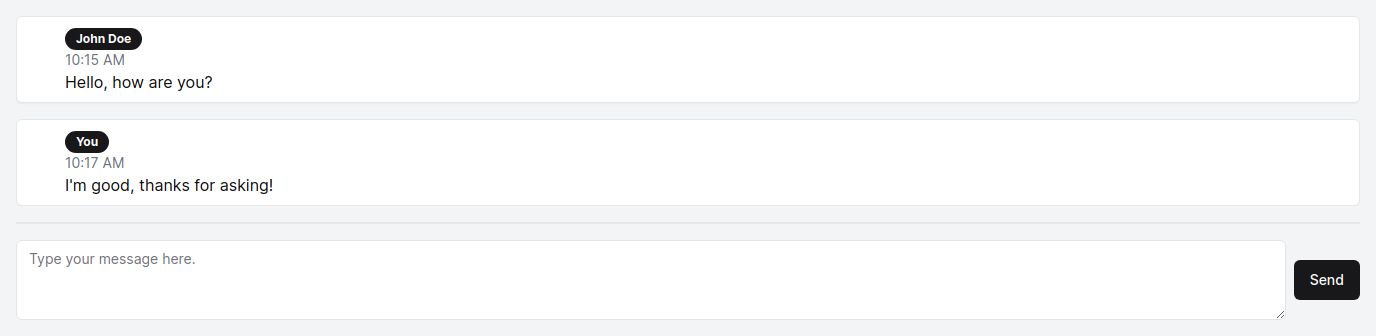 John Doe
10:15 AM
Hello, how are you?
You
10:17 AM
I'm good, thanks for asking!
Type your message here.
Send